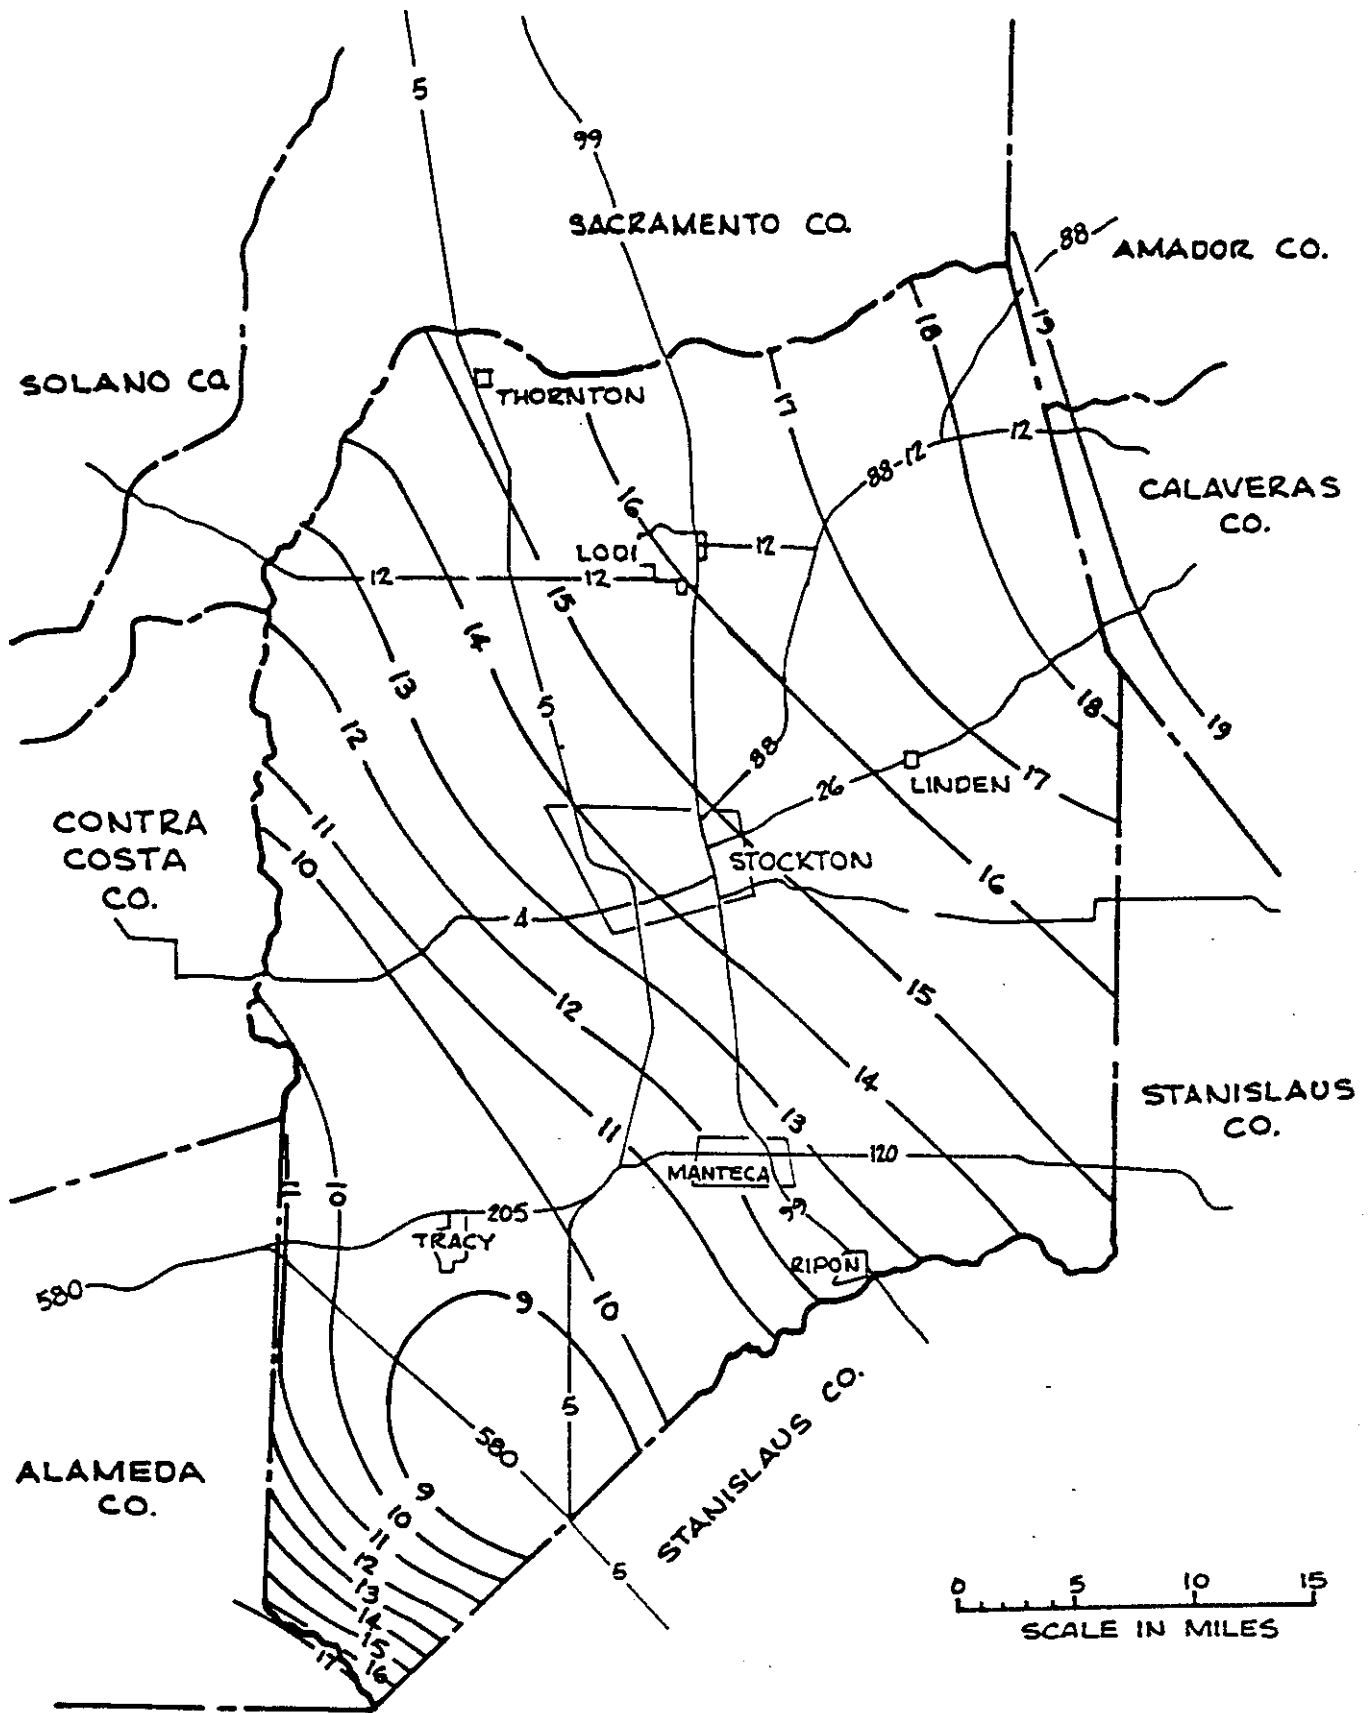 5
99
SACRAMENTO CO.
88
AMADOR CO.
19
18
SOLANO CO.
THORNTON
17
12
88-12
16
CALAVERAS
CO.
LODI
12
12
12
15
14
13
5
12
18
19
88
26
LINDEN
17
CONTRA
COSTA
CO.
11
10
STOCKTON
16
4
15
12
14
STANISLAUS
CO.
13
11
120
MANTECA
11
10
99
205
TRACY
RIPON
580
9
10
5
STANISLAUS CO.
580
ALAMEDA
CO.
9
10
11
12
13
14
15
16
17
5
0 5 10 15
SCALE IN MILES